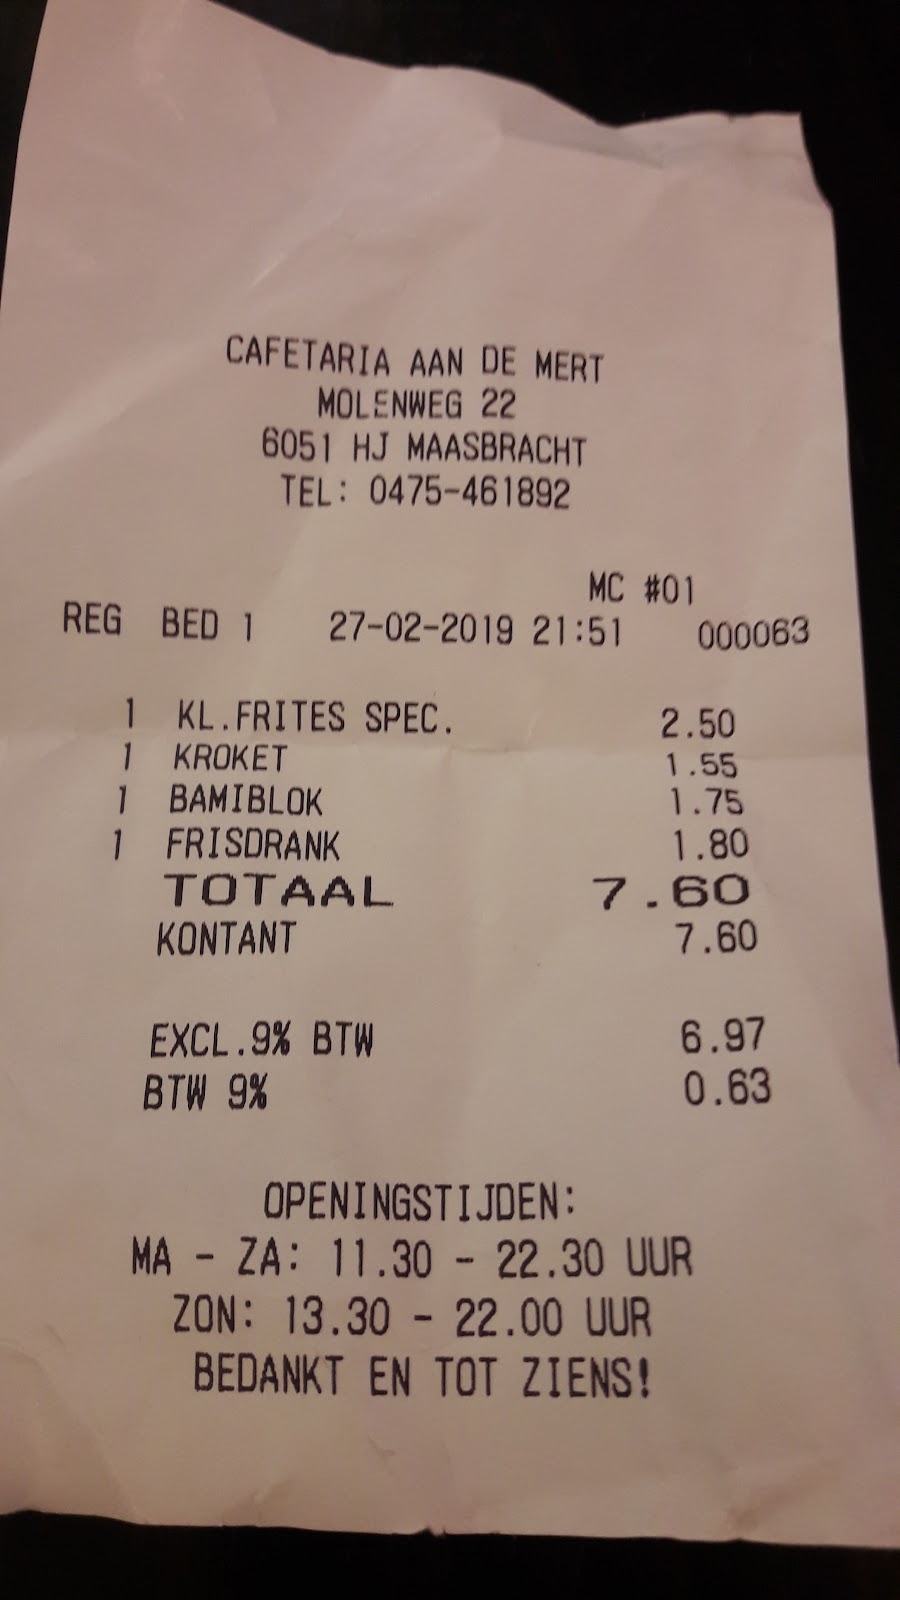 CAFETARIA AAN DE MERT
MOLENWEG 22
6051 HJ MAASBRACHT
TEL: 0475-461892
MC #01
REG BED 1 27-02-2019 21:51 000063
1 KL.FRITES SPEC. 2.50
1 KROKET 1.55
1 BAMIBLOK 1.75
1 FRISDRANK 1.80
TOTAAL 7.60
KONTANT 7.60
EXCL.9% BTW 6.97
BTW 9% 0.63
OPENINGSTIJDEN:
MA - ZA: 11.30 - 22.30 UUR
ZON: 13.30 - 22.00 UUR
BEDANKT EN TOT ZIENS!